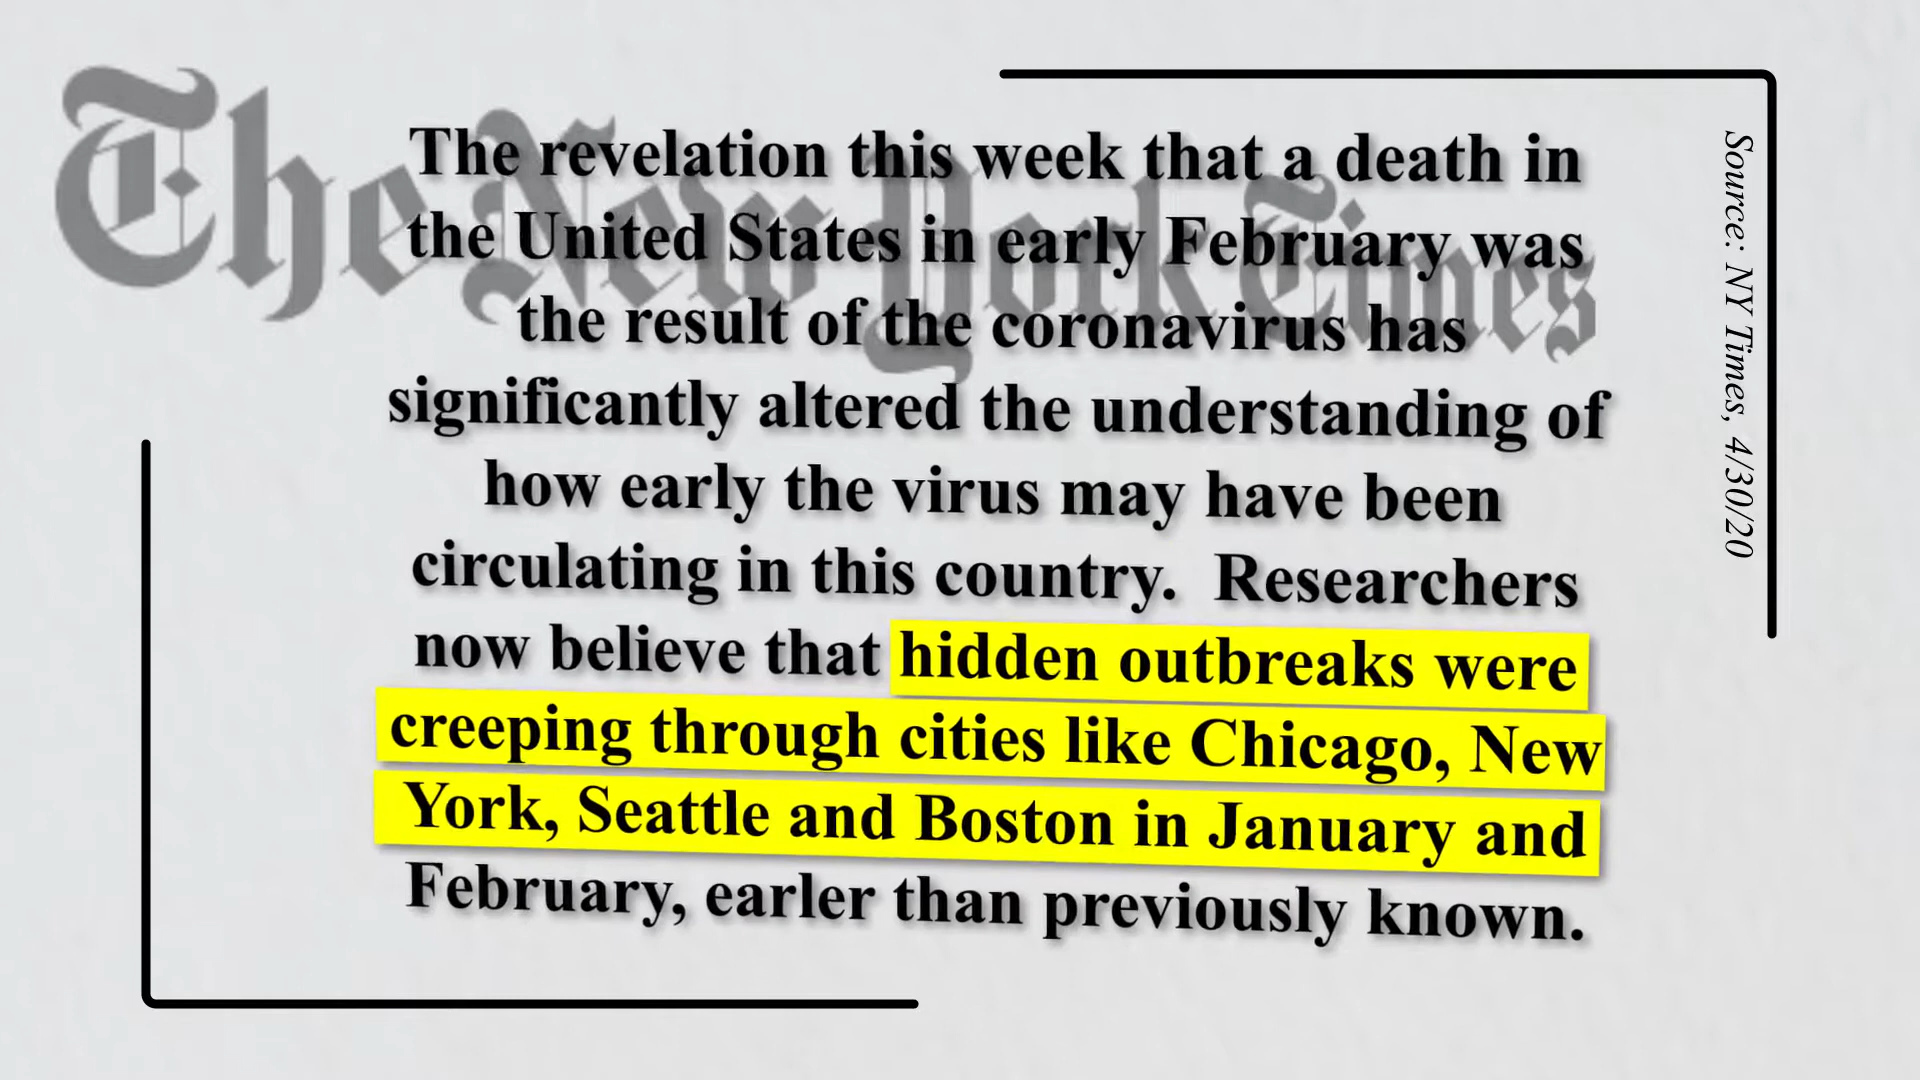 The New York Times
The revelation this week that a death in
the United States in early February was
the result of the coronavirus has
significantly altered the understanding of
how early the virus may have been
circulating in this country.  Researchers
now believe that hidden outbreaks were
creeping through cities like Chicago, New
York, Seattle and Boston in January and
February, earler than previously known.
Source: NY Times, 4/30/20